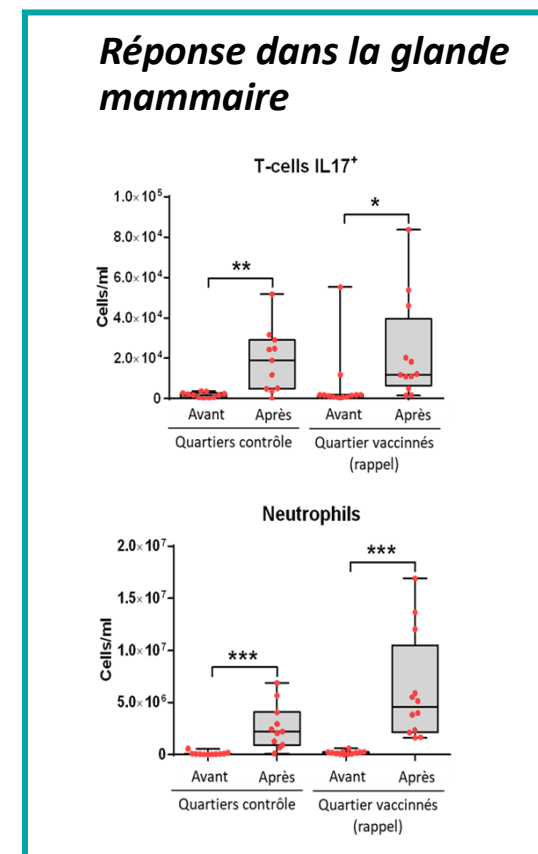 Réponse dans la glande
mammaire
T-cells IL17⁺
Cells/ml
1.0×10⁵
8.0×10⁴
6.0×10⁴
4.0×10⁴
2.0×10⁴
0
**
*
Avant Après Avant Après
Quartiers contrôle Quartier vaccinnés
(rappel)
Neutrophils
Cells/ml
2.0×10⁷
1.5×10⁷
1.0×10⁷
5.0×10⁶
0
***
***
Avant Après Avant Après
Quartiers contrôle Quartier vaccinnés
(rappel)